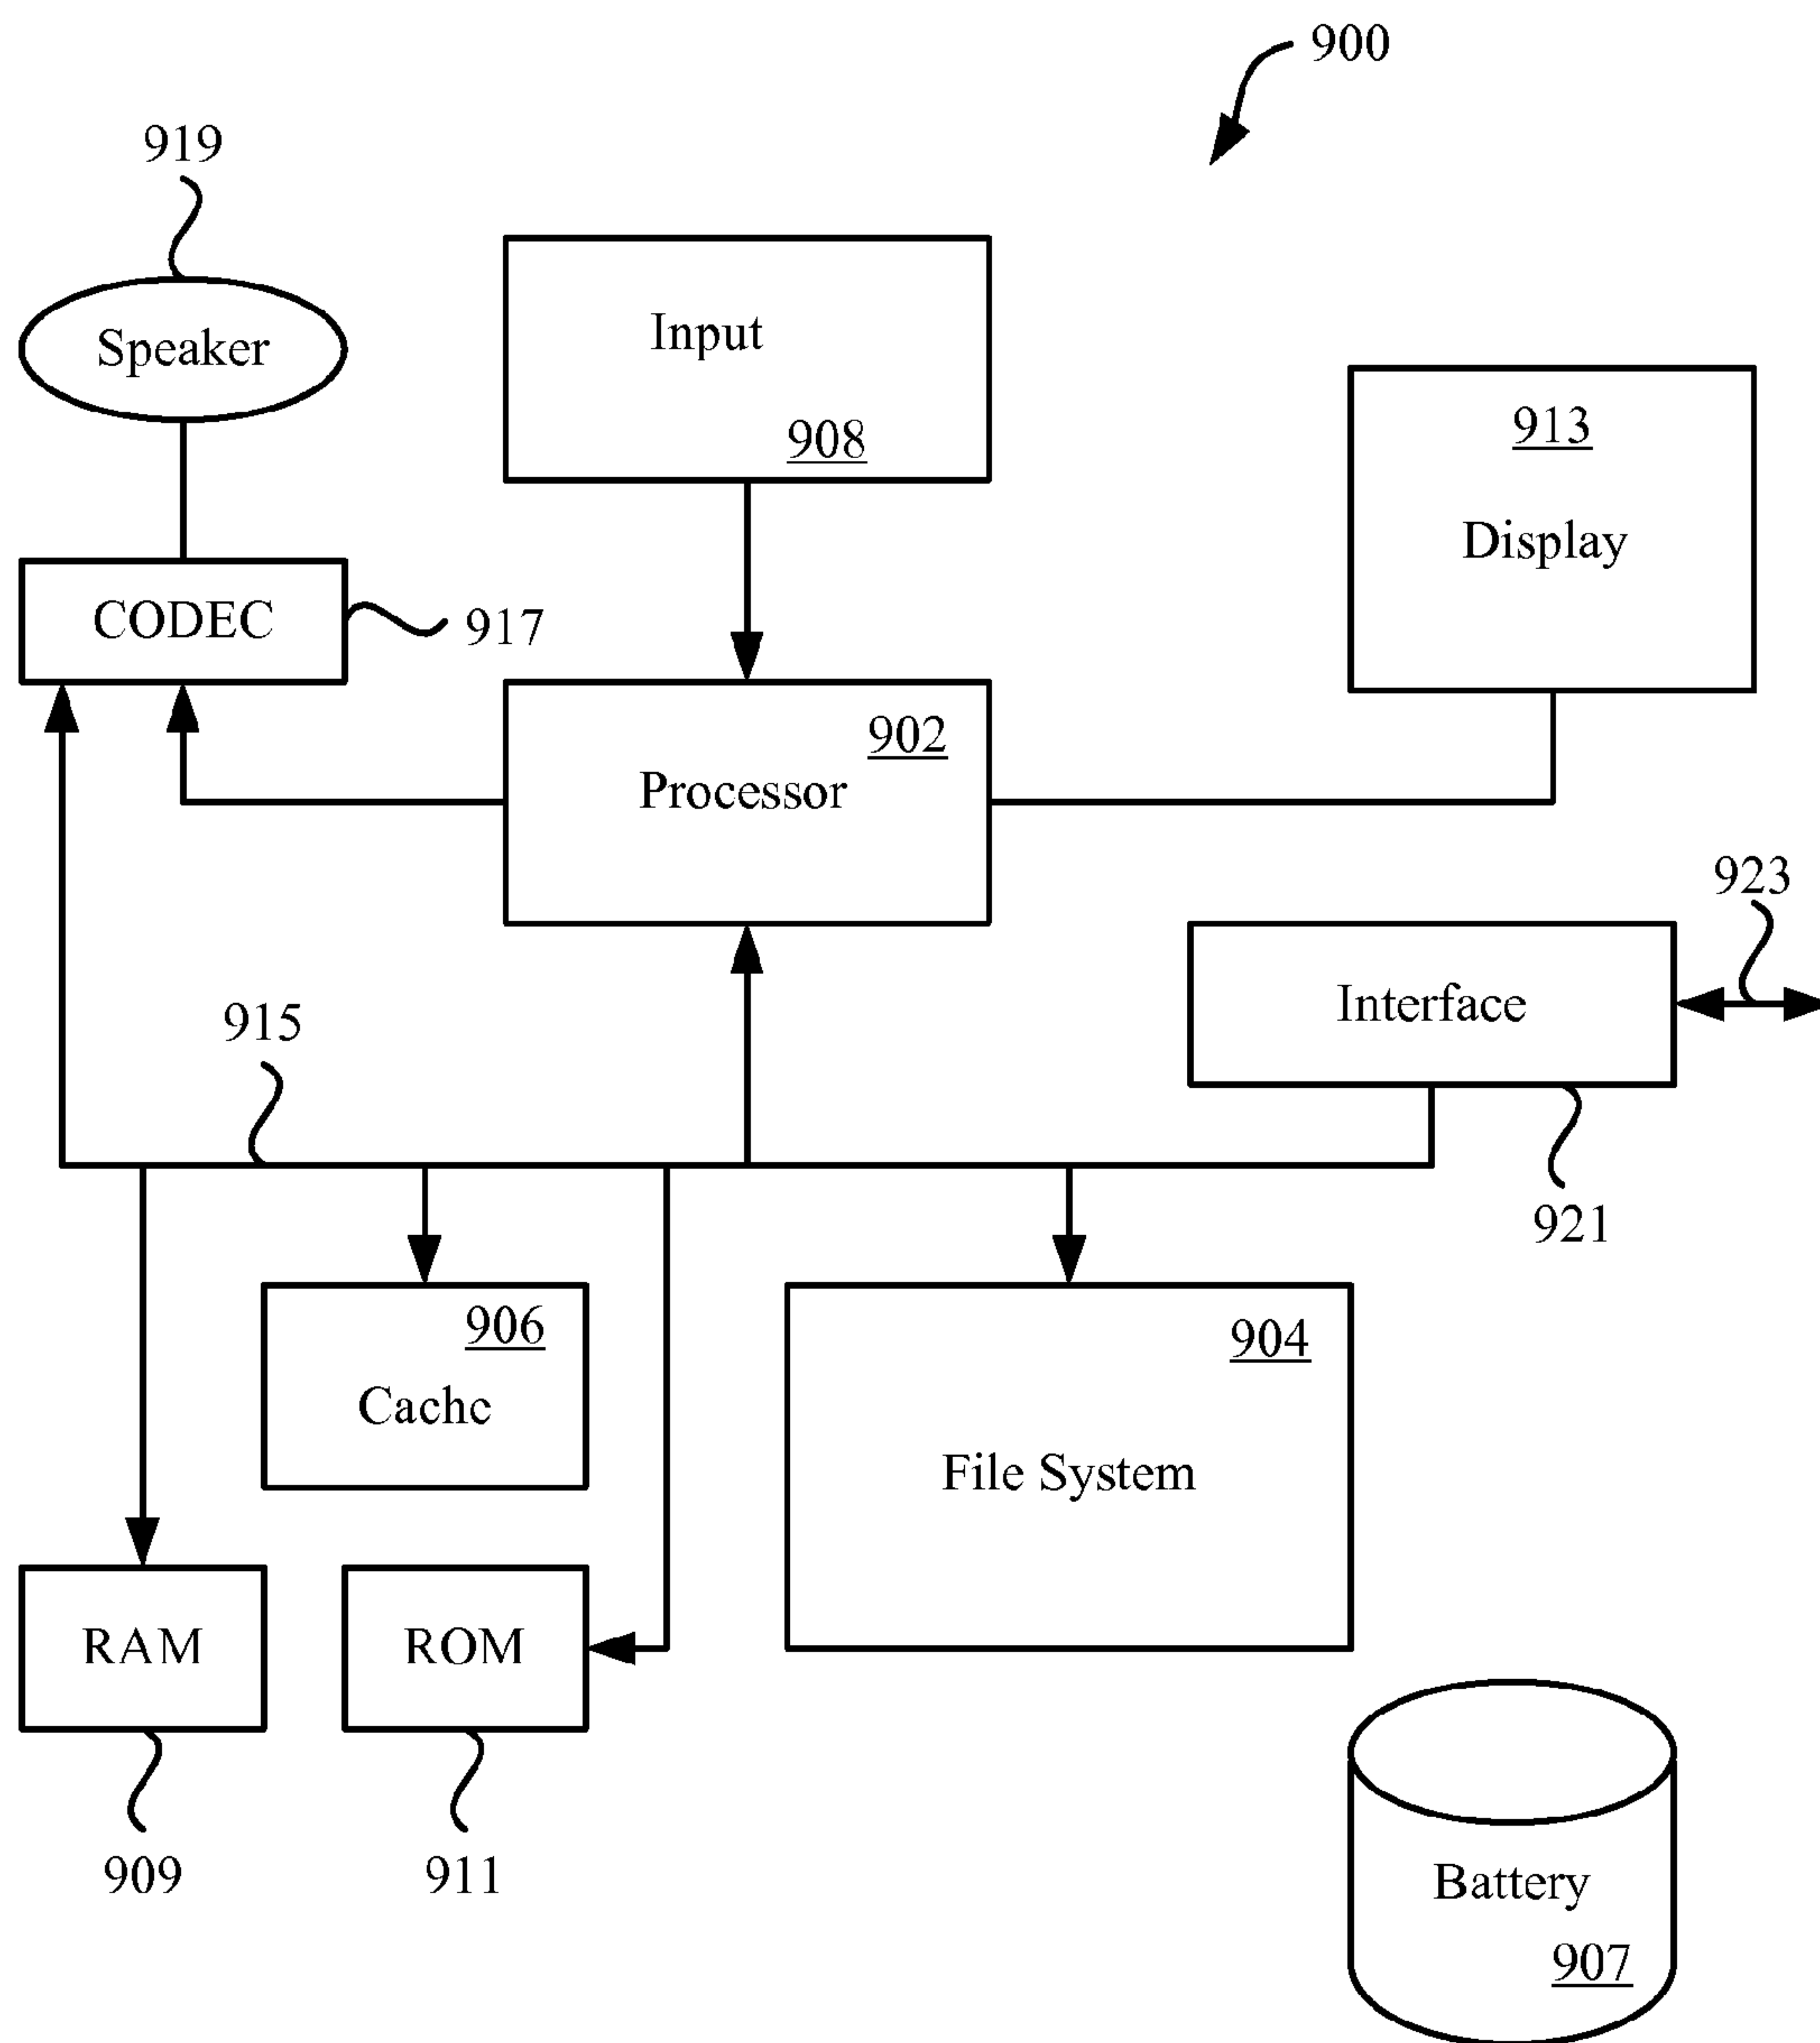 900
919
Speaker
Input
908
913
Display
CODEC
917
902
Processor
923
Interface
915
921
906
Cache
904
File System
RAM
ROM
909
911
Battery
907